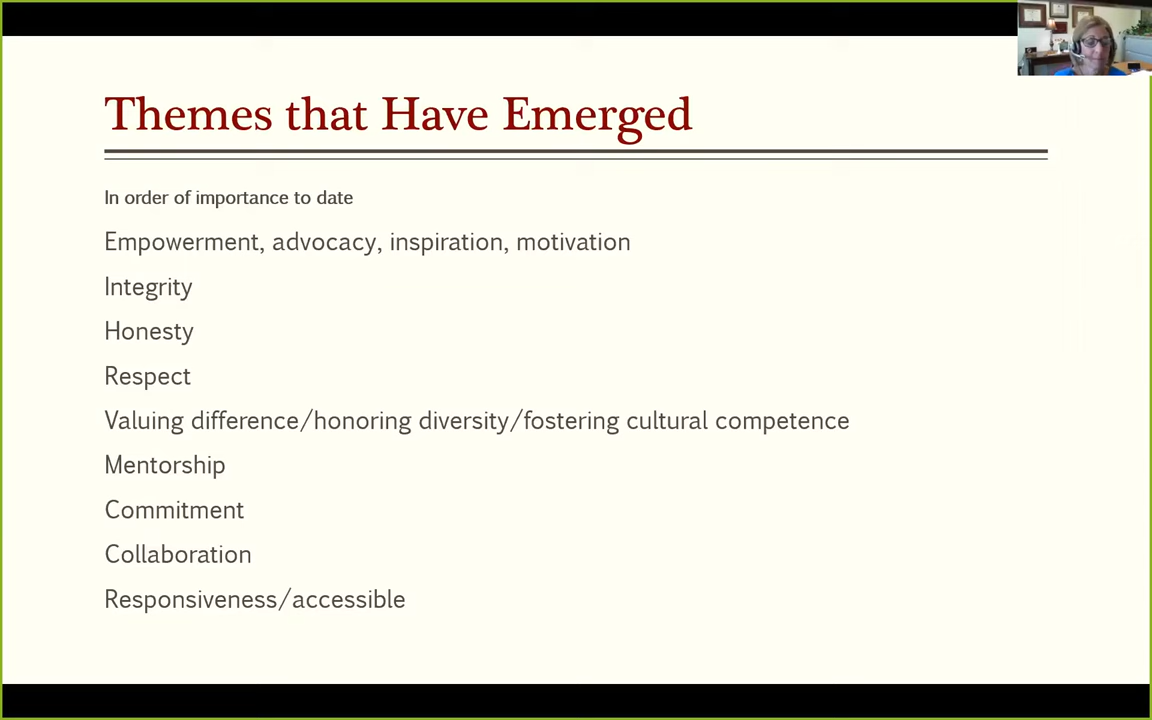 Themes that Have Emerged
In order of importance to date
Empowerment, advocacy, inspiration, motivation
Integrity
Honesty
Respect
Valuing difference/honoring diversity/fostering cultural competence
Mentorship
Commitment
Collaboration
Responsiveness/accessible